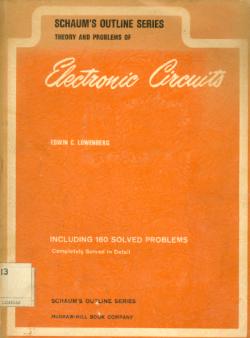 SCHAUM'S OUTLINE SERIES
THEORY AND PROBLEMS OF
Electronic Circuits
EDWIN C. LOWENBERG
INCLUDING 160 SOLVED PROBLEMS
Completely Solved in Detail
13
SCHAUM'S OUTLINE SERIES
McGRAW-HILL BOOK COMPANY